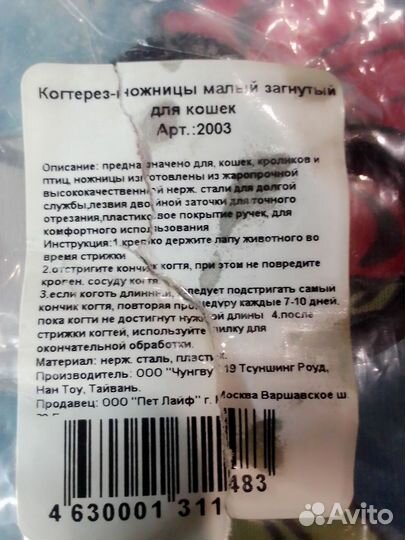 Когтерез-ножницы малый загнутый
для кошек
Арт.:2003
Описание: предназначено для, кошек, кроликов и
птиц, ножницы изготовлены из жаропрочной
высококачественной нерж. стали для долгой
службы,лезвия двойной заточки для точного
отрезания,пластиковое покрытие ручек, для
комфортного использования
Инструкция:1.крепко держите лапу животного во
время стрижки
2.отстригите кончик когтя, при этом не повредите
кровен. сосуду когтя
3.если коготь длинный, следует подстригать самый
кончик когтя, повторяя процедуру каждые 7-10 дней.
пока когти не достигнут нужной длины 4.после
стрижки когтей, используйте пилку для
окончательной обработки.
Материал: нерж. сталь, пластик.
Производитель: ООО "Чунгву 19 Тсуншинг Роуд,
Нан Тоу, Тайвань.
Продавец: ООО "Пет Лайф" г. Москва Варшавское ш.
4 630001 311483
Avito